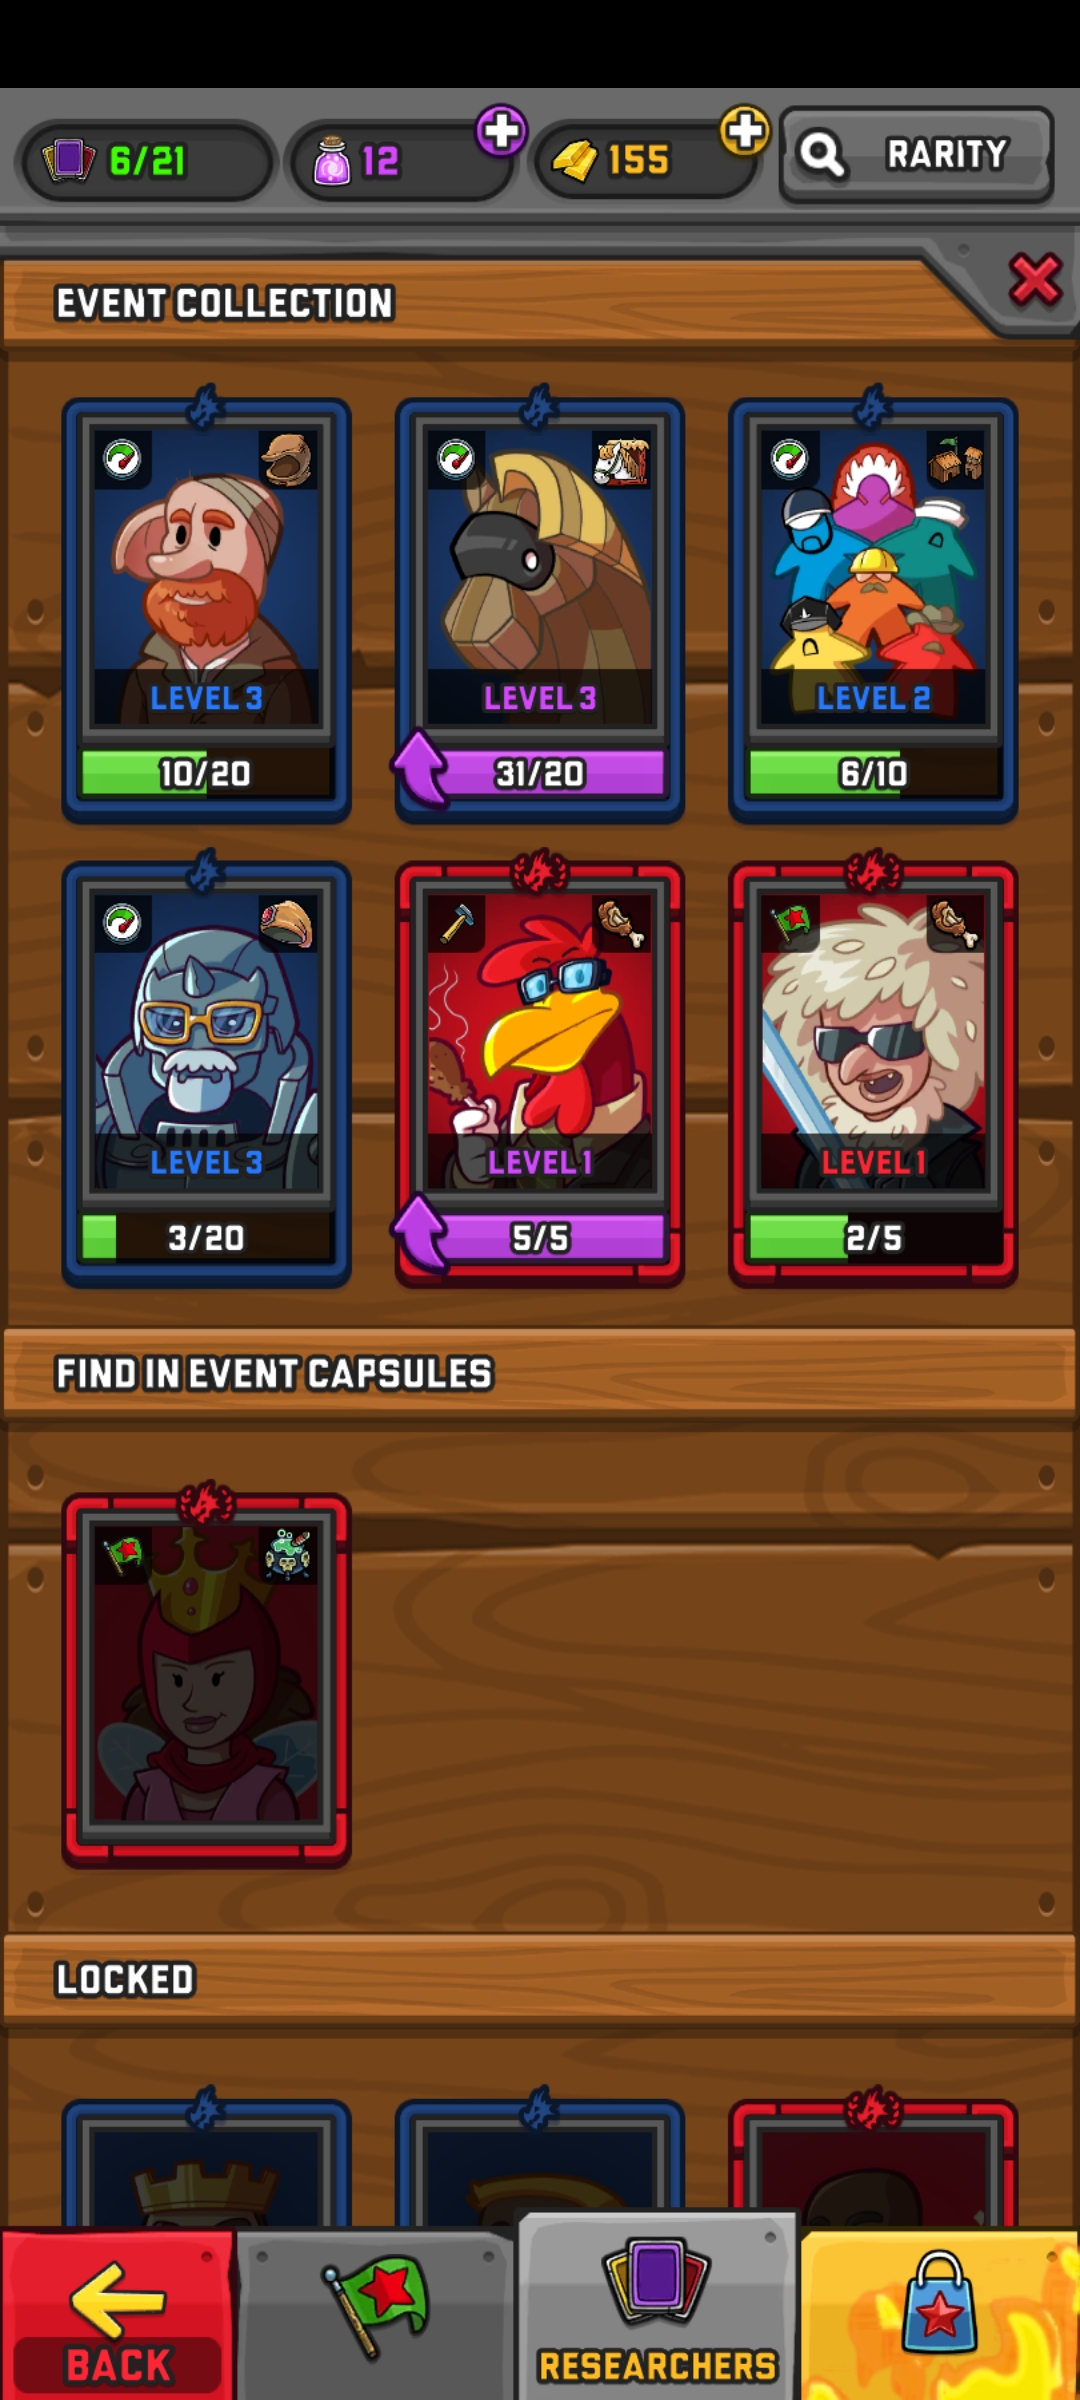 6/21
12
155
RARITY
EVENT COLLECTION
LEVEL 3
LEVEL 3
LEVEL 2
10/20
31/20
6/10
LEVEL 3
LEVEL 1
LEVEL 1
3/20
5/5
2/5
FIND IN EVENT CAPSULES
LOCKED
BACK
RESEARCHERS